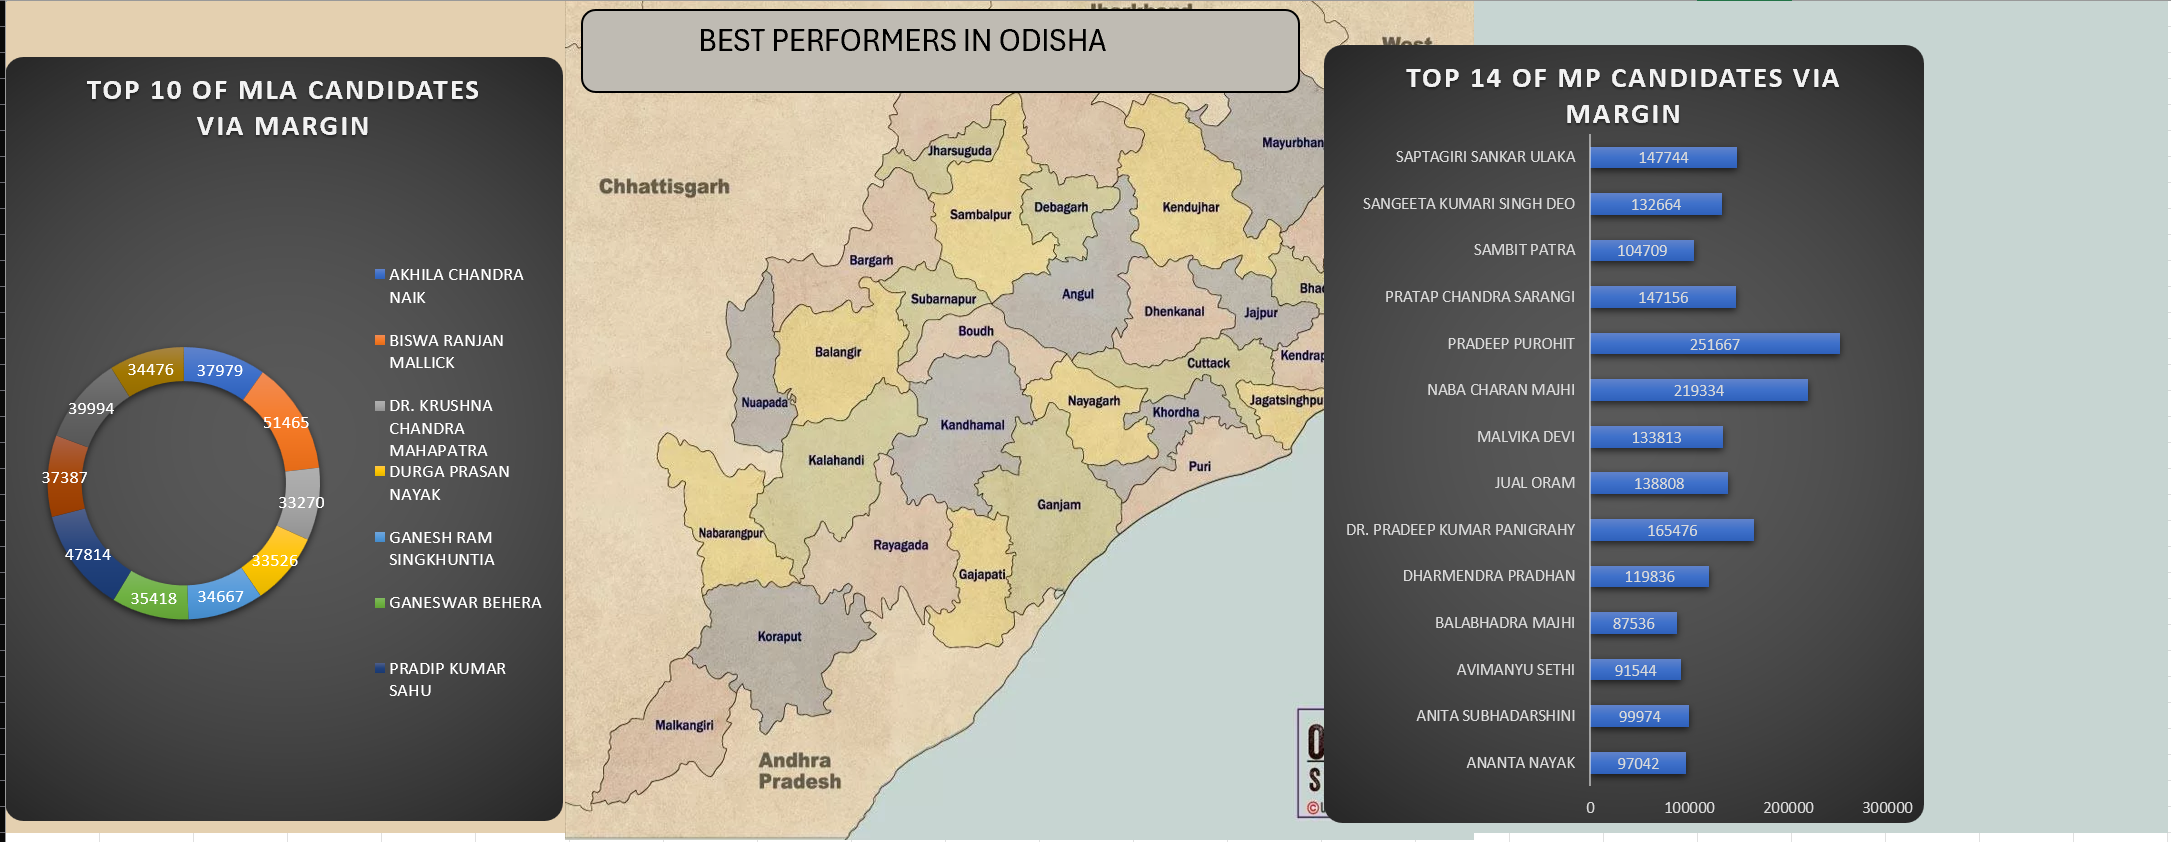 BEST PERFORMERS IN ODISHA
TOP 10 OF MLA CANDIDATES
VIA MARGIN
34476
37979
39994
51465
37387
33270
47814
33526
35418
34667
AKHILA CHANDRA
NAIK
BISWA RANJAN
MALLICK
DR. KRUSHNA
CHANDRA
MAHAPATRA
DURGA PRASAN
NAYAK
GANESH RAM
SINGKHUNTIA
GANESWAR BEHERA
PRADIP KUMAR
SAHU
Jharkhand
West
Chhattisgarh
Jharsuguda
Mayurbhan
Sambalpur
Debagarh
Kendujhar
Bargarh
Subarnapur
Angul
Bhad
Dhenkanal
Jajpur
Boudh
Balangir
Cuttack
Kendrap
Nuapada
Nayagarh
Khordha
Jagatsinghpu
Kandhamal
Kalahandi
Puri
Ganjam
Nabarangpur
Rayagada
Gajapati
Koraput
Malkangiri
Andhra
Pradesh
O
S
©
TOP 14 OF MP CANDIDATES VIA
MARGIN
SAPTAGIRI SANKAR ULAKA 147744
SANGEETA KUMARI SINGH DEO 132664
SAMBIT PATRA 104709
PRATAP CHANDRA SARANGI 147156
PRADEEP PUROHIT 251667
NABA CHARAN MAJHI 219334
MALVIKA DEVI 133813
JUAL ORAM 138808
DR. PRADEEP KUMAR PANIGRAHY 165476
DHARMENDRA PRADHAN 119836
BALABHADRA MAJHI 87536
AVIMANYU SETHI 91544
ANITA SUBHADARSHINI 99974
ANANTA NAYAK 97042
0 100000 200000 300000